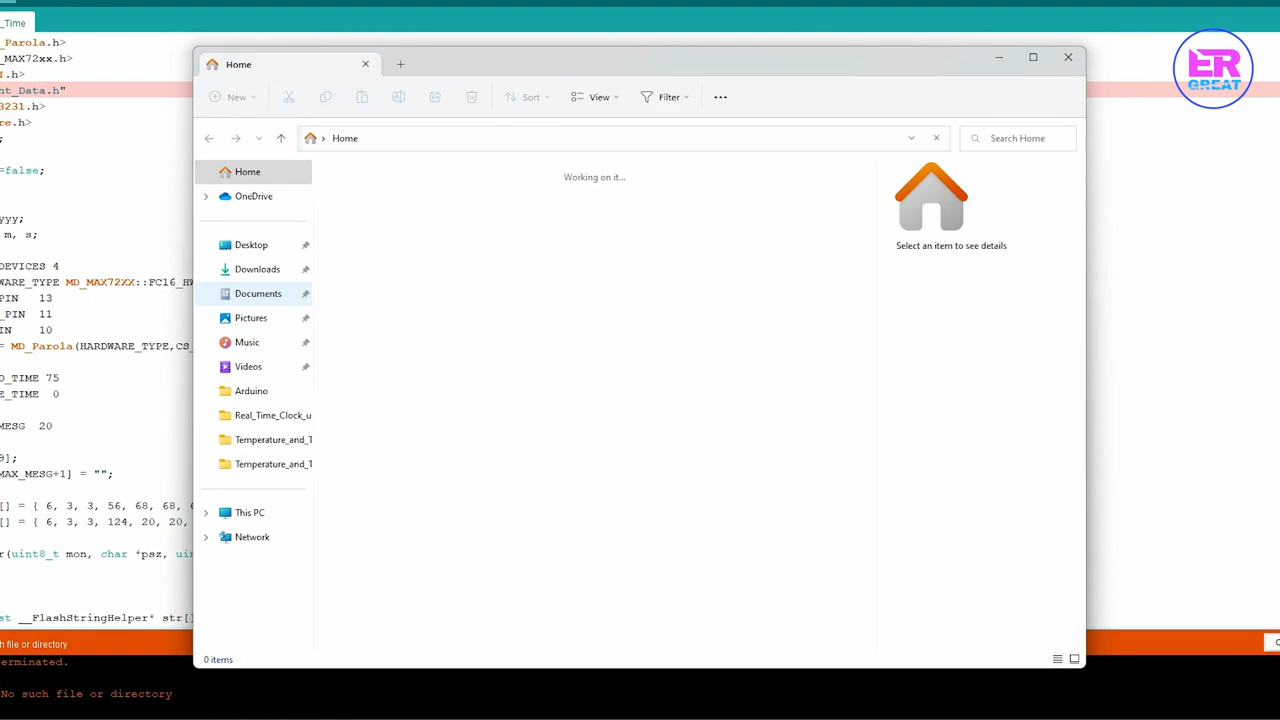 _Time
_Parola.h>
_MAX72xx.h>
I.h>
nt_Data.h"
3231.h>
re.h>
;
=false;
yyy;
m, s;
DEVICES 4
WARE_TYPE MD_MAX72XX::FC16_HW
PIN 13
_PIN 11
IN 10
= MD_Parola(HARDWARE_TYPE,CS_
D_TIME 75
E_TIME 0
MESG 20
9];
MAX_MESG+1] = "";
[] = { 6, 3, 3, 56, 68, 68, 6
[] = { 6, 3, 3, 124, 20, 20,
r(uint8_t mon, char *psz, uin
st __FlashStringHelper* str[]
h file or directory
erminated.
No such file or directory
Home
New
Sort
View
Filter
Home
Search Home
Home
OneDrive
Desktop
Downloads
Documents
Pictures
Music
Videos
Arduino
Real_Time_Clock_u
Temperature_and_T
Temperature_and_T
This PC
Network
Working on it...
Select an item to see details
0 items
ER
GREAT